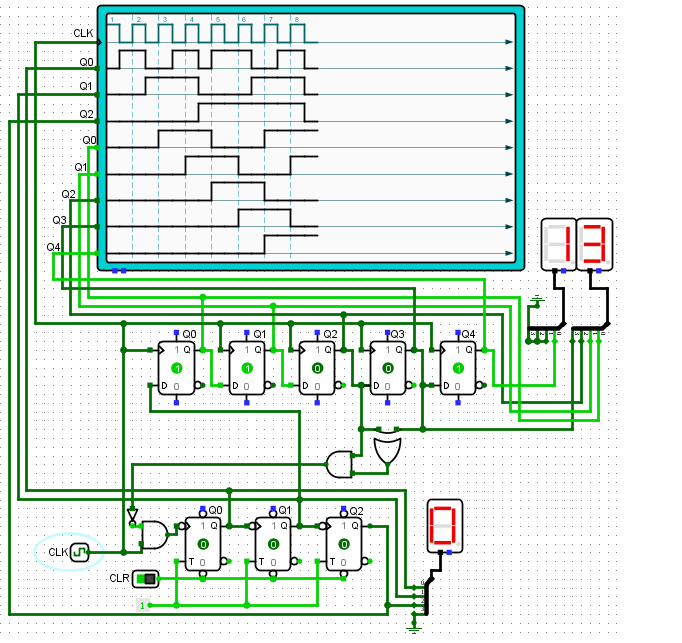 1 2 3 4 5 6 7 8
CLK
Q0
Q1
Q2
Q0
Q1
Q2
Q3
Q4
13
Q0 Q1 Q2 Q3 Q4
1 Q 1 Q 1 Q 1 Q 1 Q
1 1 0 0 1
D 0 D 0 D 0 D 0 D 0
Q0 Q1 Q2
1 Q 1 Q 1 Q
0 0 0
T 0 T 0 T 0
0
CLK
CLR
1